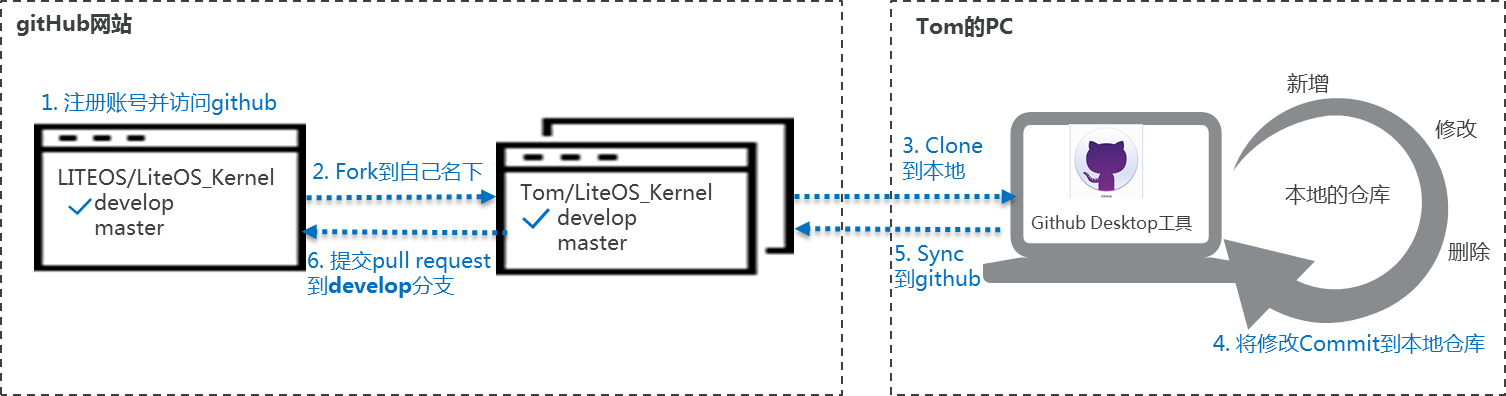 gitHub网站
1. 注册账号并访问github
LITEOS/LiteOS_Kernel
develop
master
2. Fork到自己名下
6. 提交pull request
到develop分支
Tom/LiteOS_Kernel
develop
master
3. Clone
到本地
5. Sync
到github
Tom的PC
Github Desktop工具
新增
修改
本地的仓库
删除
4. 将修改Commit到本地仓库